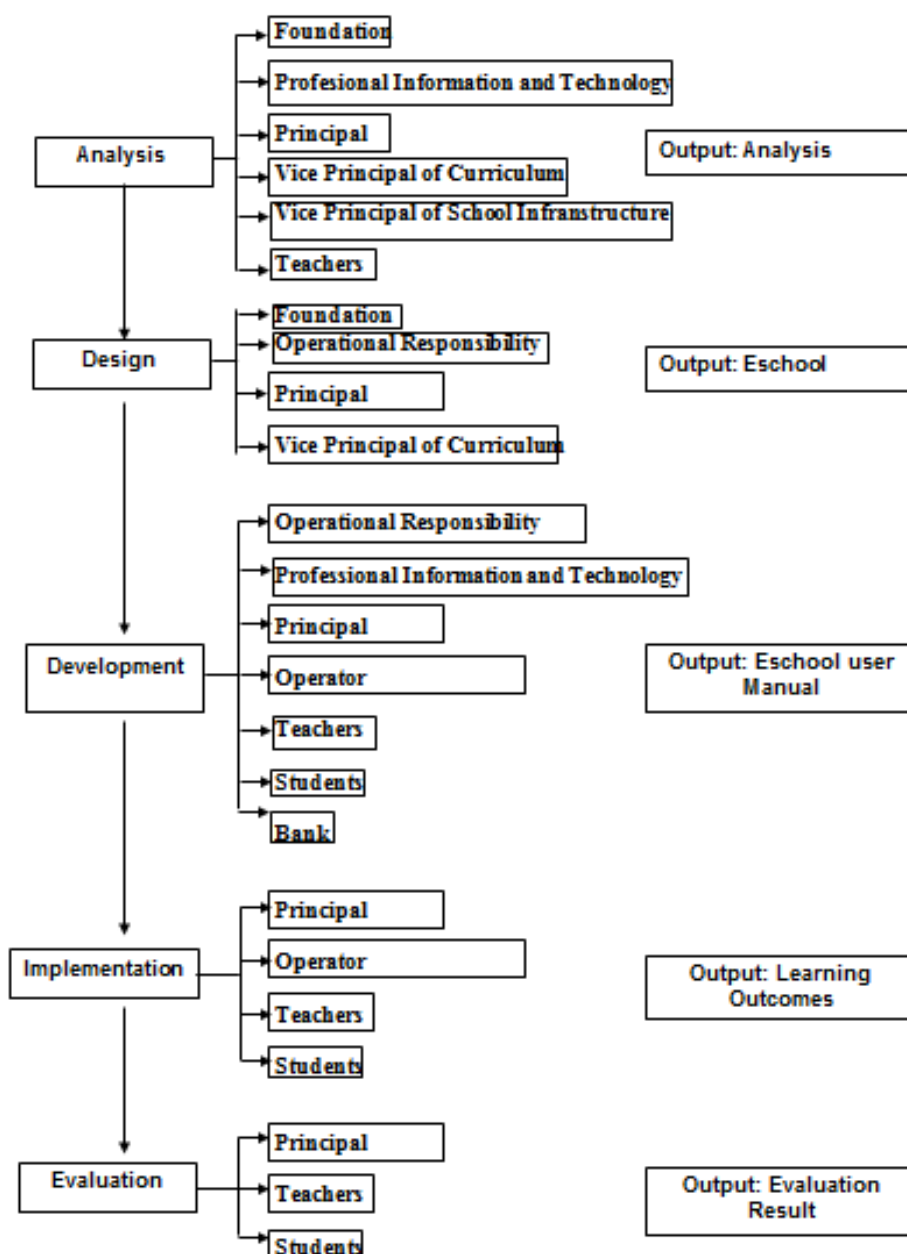 Foundation
Profesional Information and Technology
Analysis
Principal
Output: Analysis
Vice Principal of Curriculum
Vice Principal of School Infranstructure
Teachers
Design
Foundation
Operational Responsibility
Output: Eschool
Principal
Vice Principal of Curriculum
Development
Operational Responsibility
Professional Information and Technology
Principal
Operator
Output: Eschool user
Manual
Teachers
Students
Bank
Implementation
Principal
Operator
Output: Learning
Outcomes
Teachers
Students
Evaluation
Principal
Teachers
Students
Output: Evaluation
Result